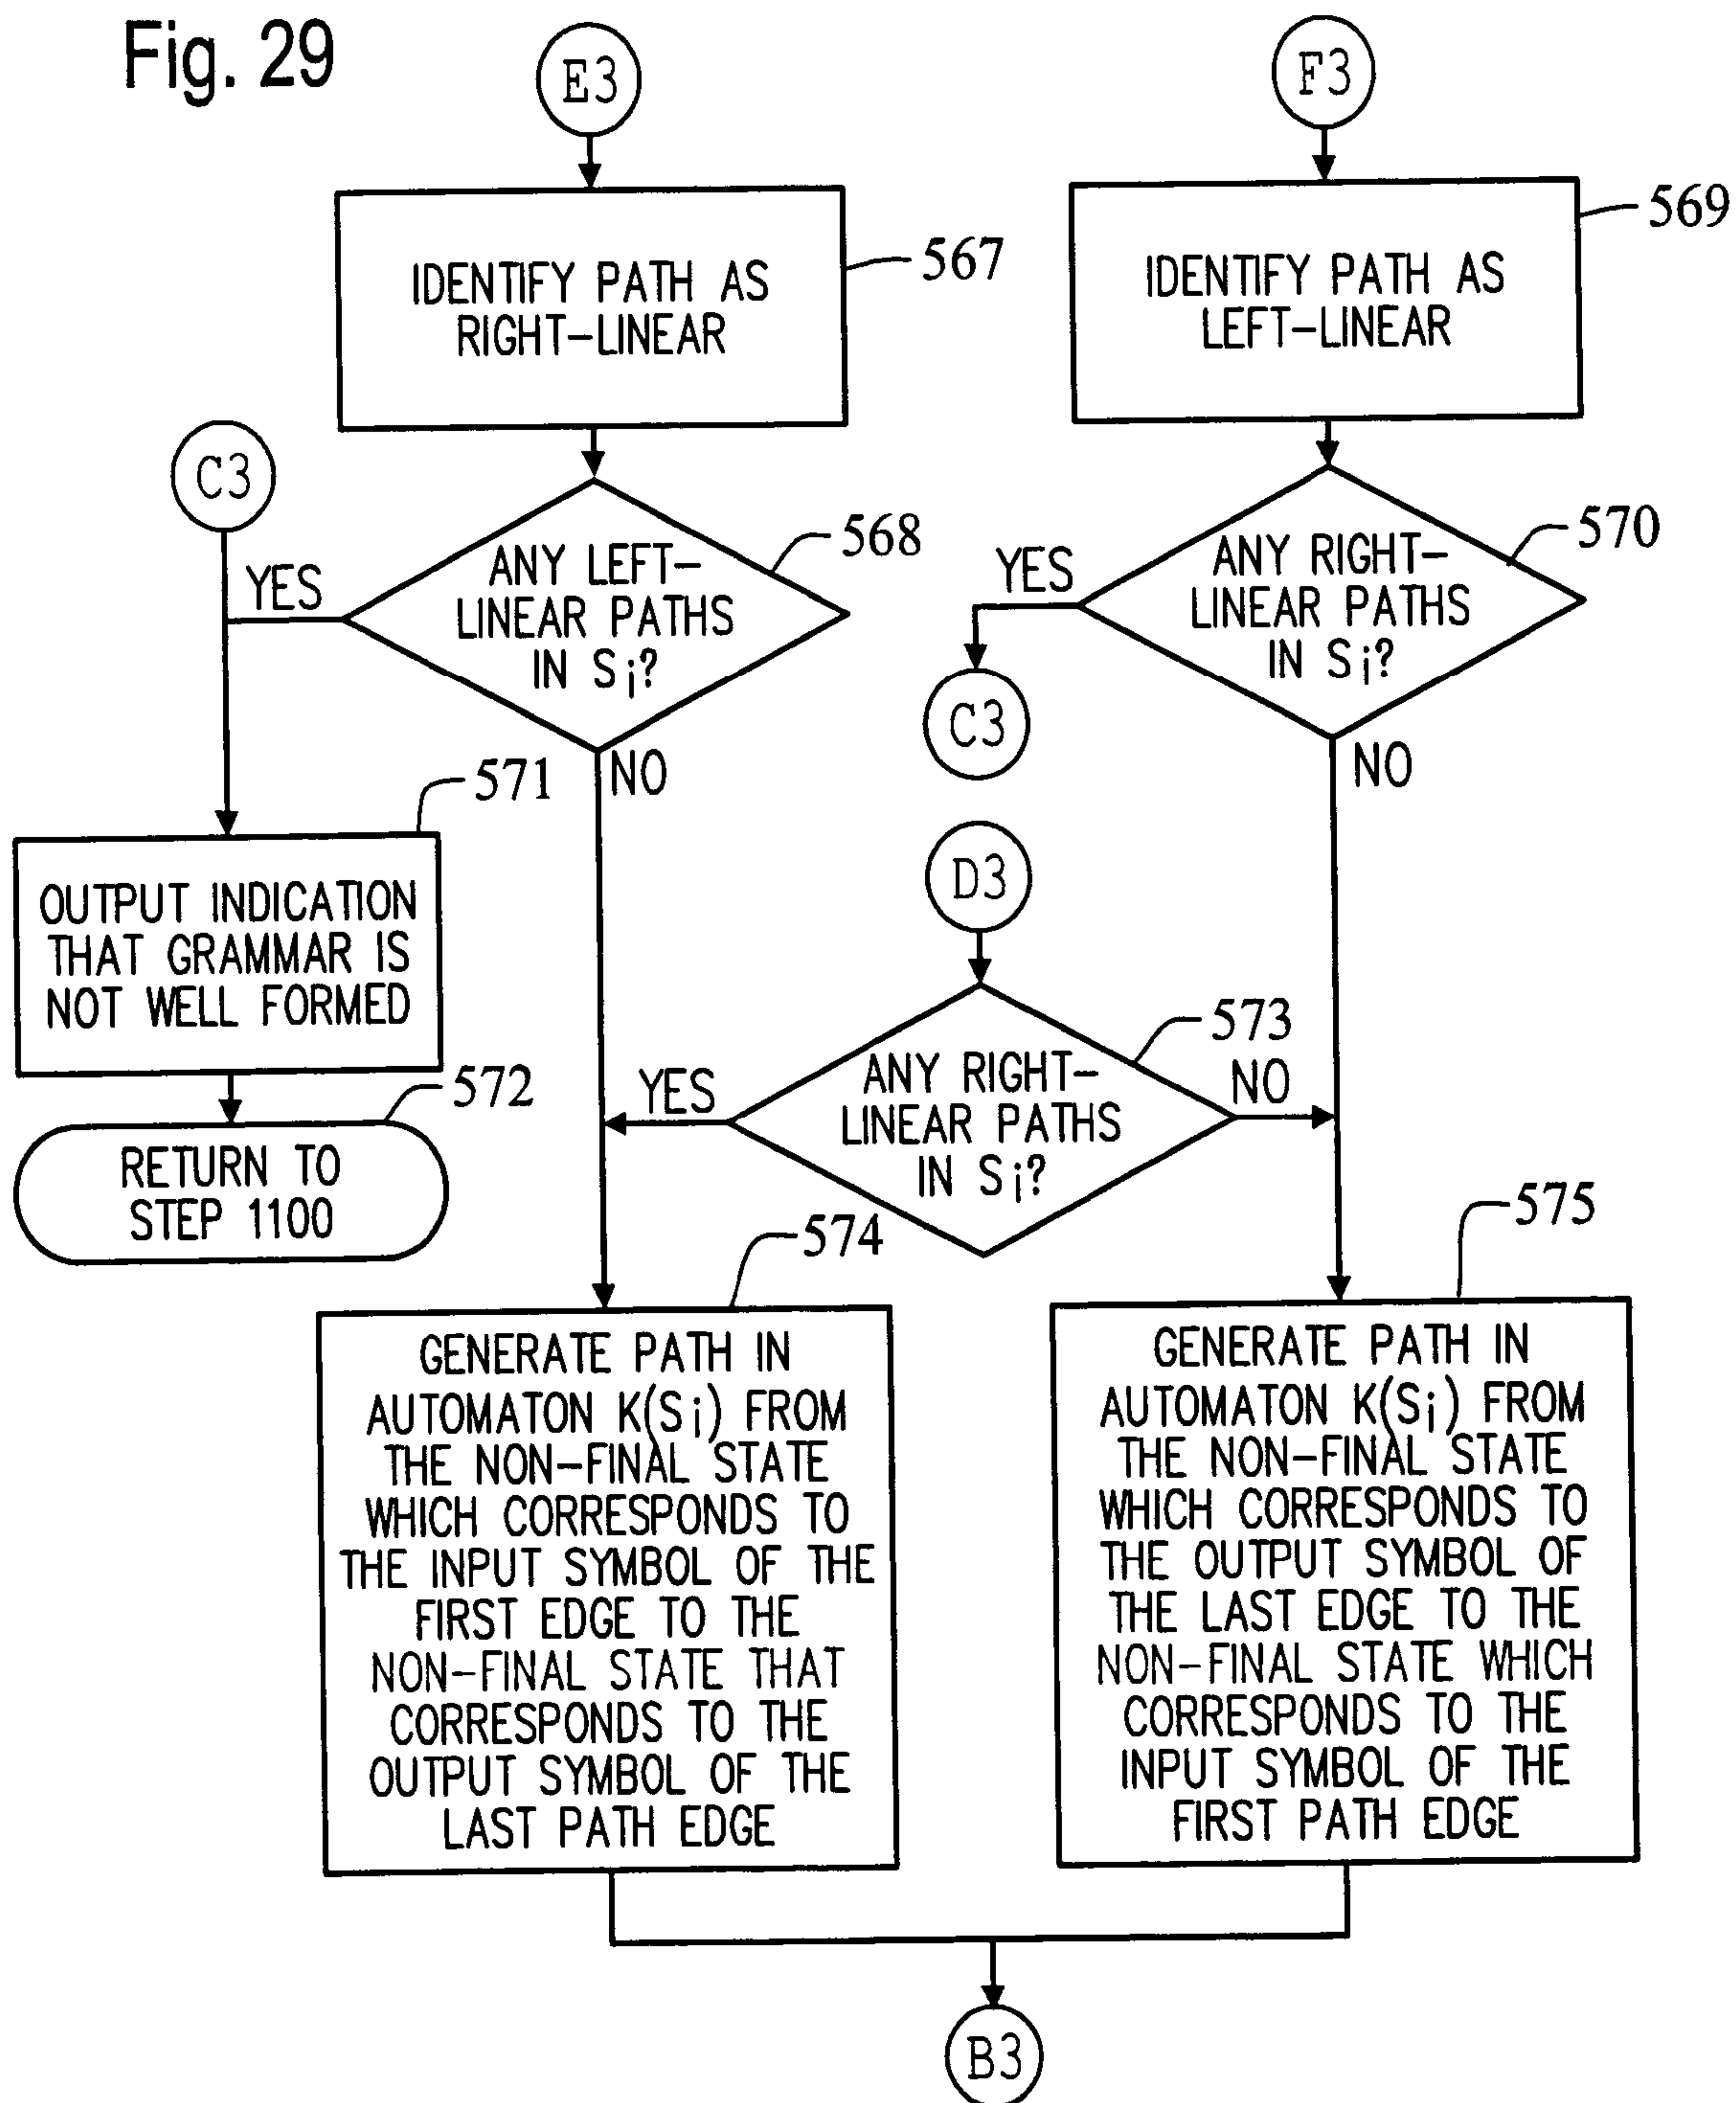 Fig. 29
E3
F3
IDENTIFY PATH AS
RIGHT-LINEAR
567
IDENTIFY PATH AS
LEFT-LINEAR
569
C3
YES
ANY LEFT-
LINEAR PATHS
IN Si?
568
NO
YES
ANY RIGHT-
LINEAR PATHS
IN Si?
570
NO
C3
571
OUTPUT INDICATION
THAT GRAMMAR IS
NOT WELL FORMED
572
RETURN TO
STEP 1100
D3
YES
ANY RIGHT-
LINEAR PATHS
IN Si?
573
NO
574
GENERATE PATH IN
AUTOMATON K(Si) FROM
THE NON-FINAL STATE
WHICH CORRESPONDS TO
THE INPUT SYMBOL OF THE
FIRST EDGE TO THE
NON-FINAL STATE THAT
CORRESPONDS TO THE
OUTPUT SYMBOL OF THE
LAST PATH EDGE
575
GENERATE PATH IN
AUTOMATON K(Si) FROM
THE NON-FINAL STATE
WHICH CORRESPONDS TO
THE OUTPUT SYMBOL OF
THE LAST EDGE TO THE
NON-FINAL STATE WHICH
CORRESPONDS TO THE
INPUT SYMBOL OF THE
FIRST PATH EDGE
B3